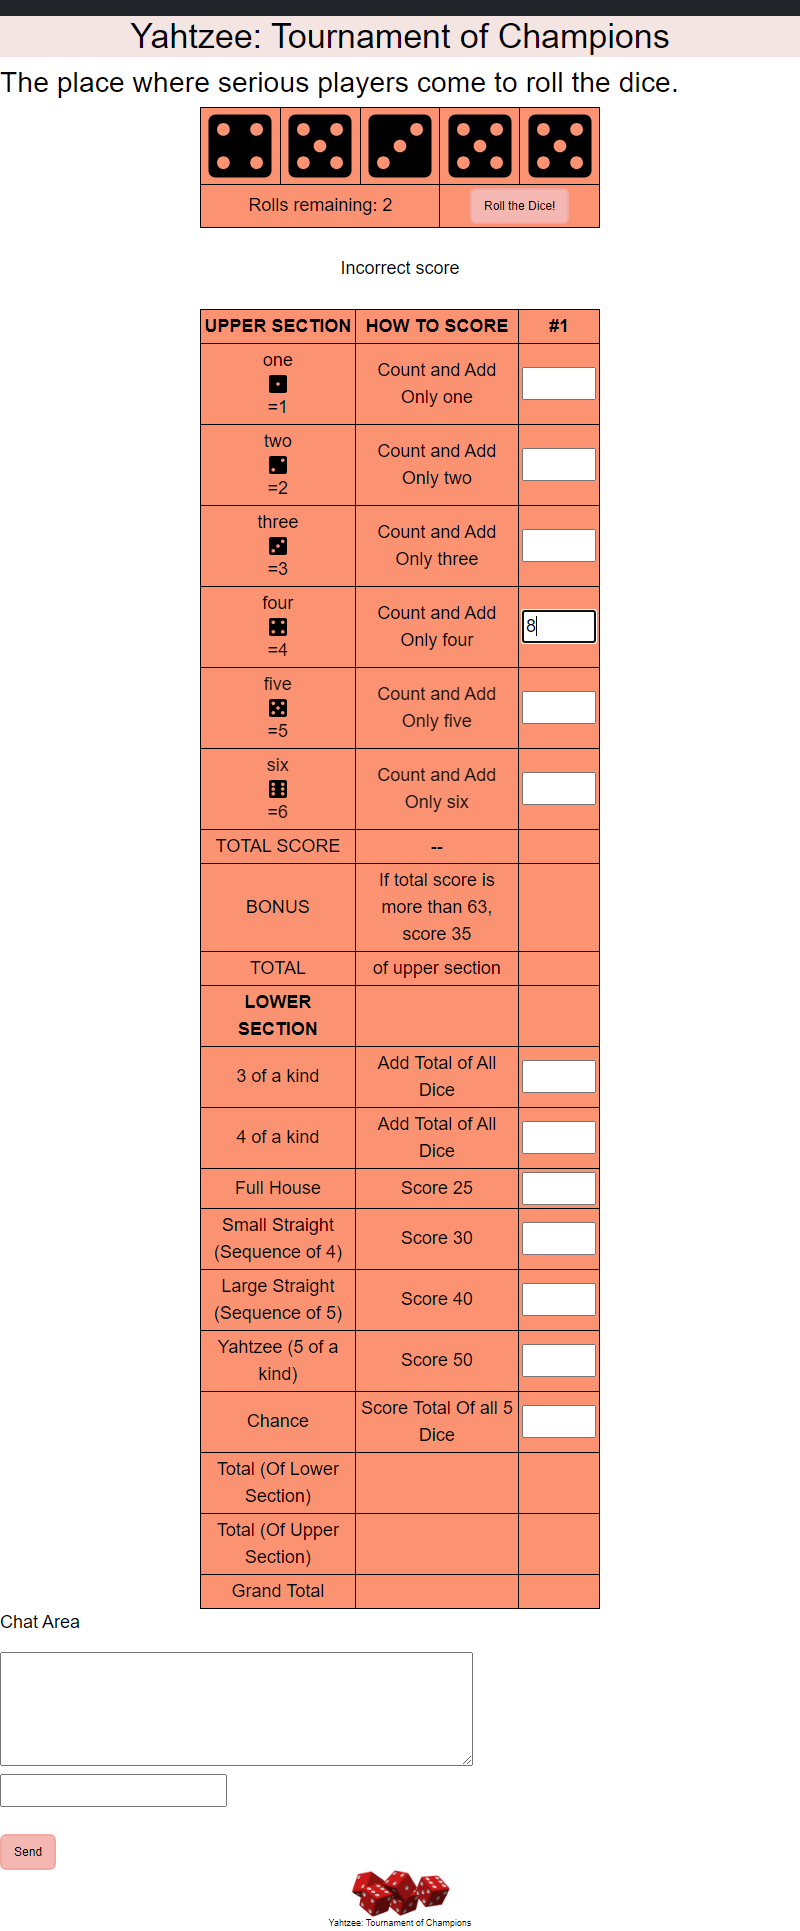 Yahtzee: Tournament of Champions
The place where serious players come to roll the dice.
Rolls remaining: 2
Roll the Dice!
Incorrect score
UPPER SECTION
HOW TO SCORE
#1
one
=1
Count and Add
Only one
two
=2
Count and Add
Only two
three
=3
Count and Add
Only three
four
=4
Count and Add
Only four
8
five
=5
Count and Add
Only five
six
=6
Count and Add
Only six
TOTAL SCORE
--
BONUS
If total score is
more than 63,
score 35
TOTAL
of upper section
LOWER
SECTION
3 of a kind
Add Total of All
Dice
4 of a kind
Add Total of All
Dice
Full House
Score 25
Small Straight
(Sequence of 4)
Score 30
Large Straight
(Sequence of 5)
Score 40
Yahtzee (5 of a
kind)
Score 50
Chance
Score Total Of all 5
Dice
Total (Of Lower
Section)
Total (Of Upper
Section)
Grand Total
Chat Area
Send
Yahtzee: Tournament of Champions